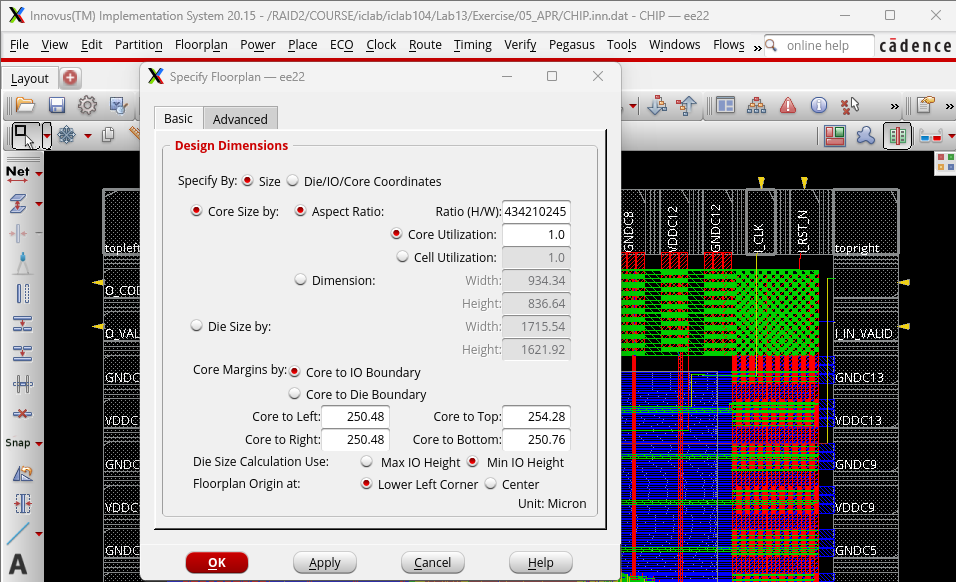 Innovus(TM) Implementation System 20.15 - /RAID2/COURSE/iclab/iclab104/Lab13/Exercise/05_APR/CHIP.inn.dat - CHIP — ee22
File View Edit Partition Floorplan Power Place ECO Clock Route Timing Verify Pegasus Tools Windows Flows » online help cādence
Layout
Specify Floorplan — ee22
Basic Advanced
Design Dimensions
Specify By: Size Die/IO/Core Coordinates
Core Size by: Aspect Ratio: Ratio (H/W): 434210245
Core Utilization: 1.0
Cell Utilization: 1.0
Dimension: Width: 934.34
Height: 836.64
Die Size by: Width: 1715.54
Height: 1621.92
Core Margins by: Core to IO Boundary
Core to Die Boundary
Core to Left: 250.48 Core to Top: 254.28
Core to Right: 250.48 Core to Bottom: 250.76
Die Size Calculation Use: Max IO Height Min IO Height
Floorplan Origin at: Lower Left Corner Center
Unit: Micron
OK Apply Cancel Help
Net
Snap
A
topleft
O_VALI
GNDC1
VDDC1
GNDC9
VDDC9
GNDC5
GNDC8
VDDC12
GNDC12
I_CLK
I_RST_N
topright
I_IN_VALID
GNDC13
VDDC13
GNDC9
VDDC9
GNDC5